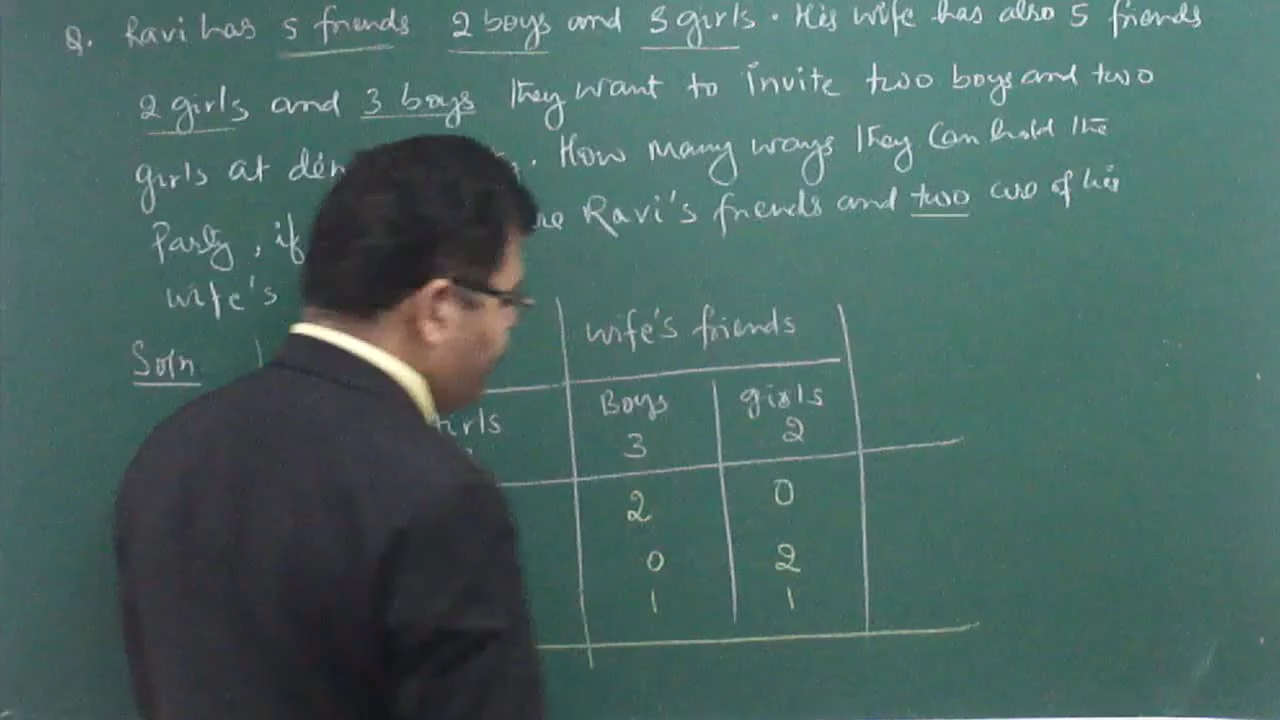 Q. Ravi has 5 friends 2 boys and 3 girls. His wife has also 5 friends
2 girls and 3 boys They want to invite two boys and two
girls at . How many ways they can hold the
Party, if Ravi's friends and two are of his
wife's
Soln wife's friends
Boys girls
3 2
2 0
0 2
1 1